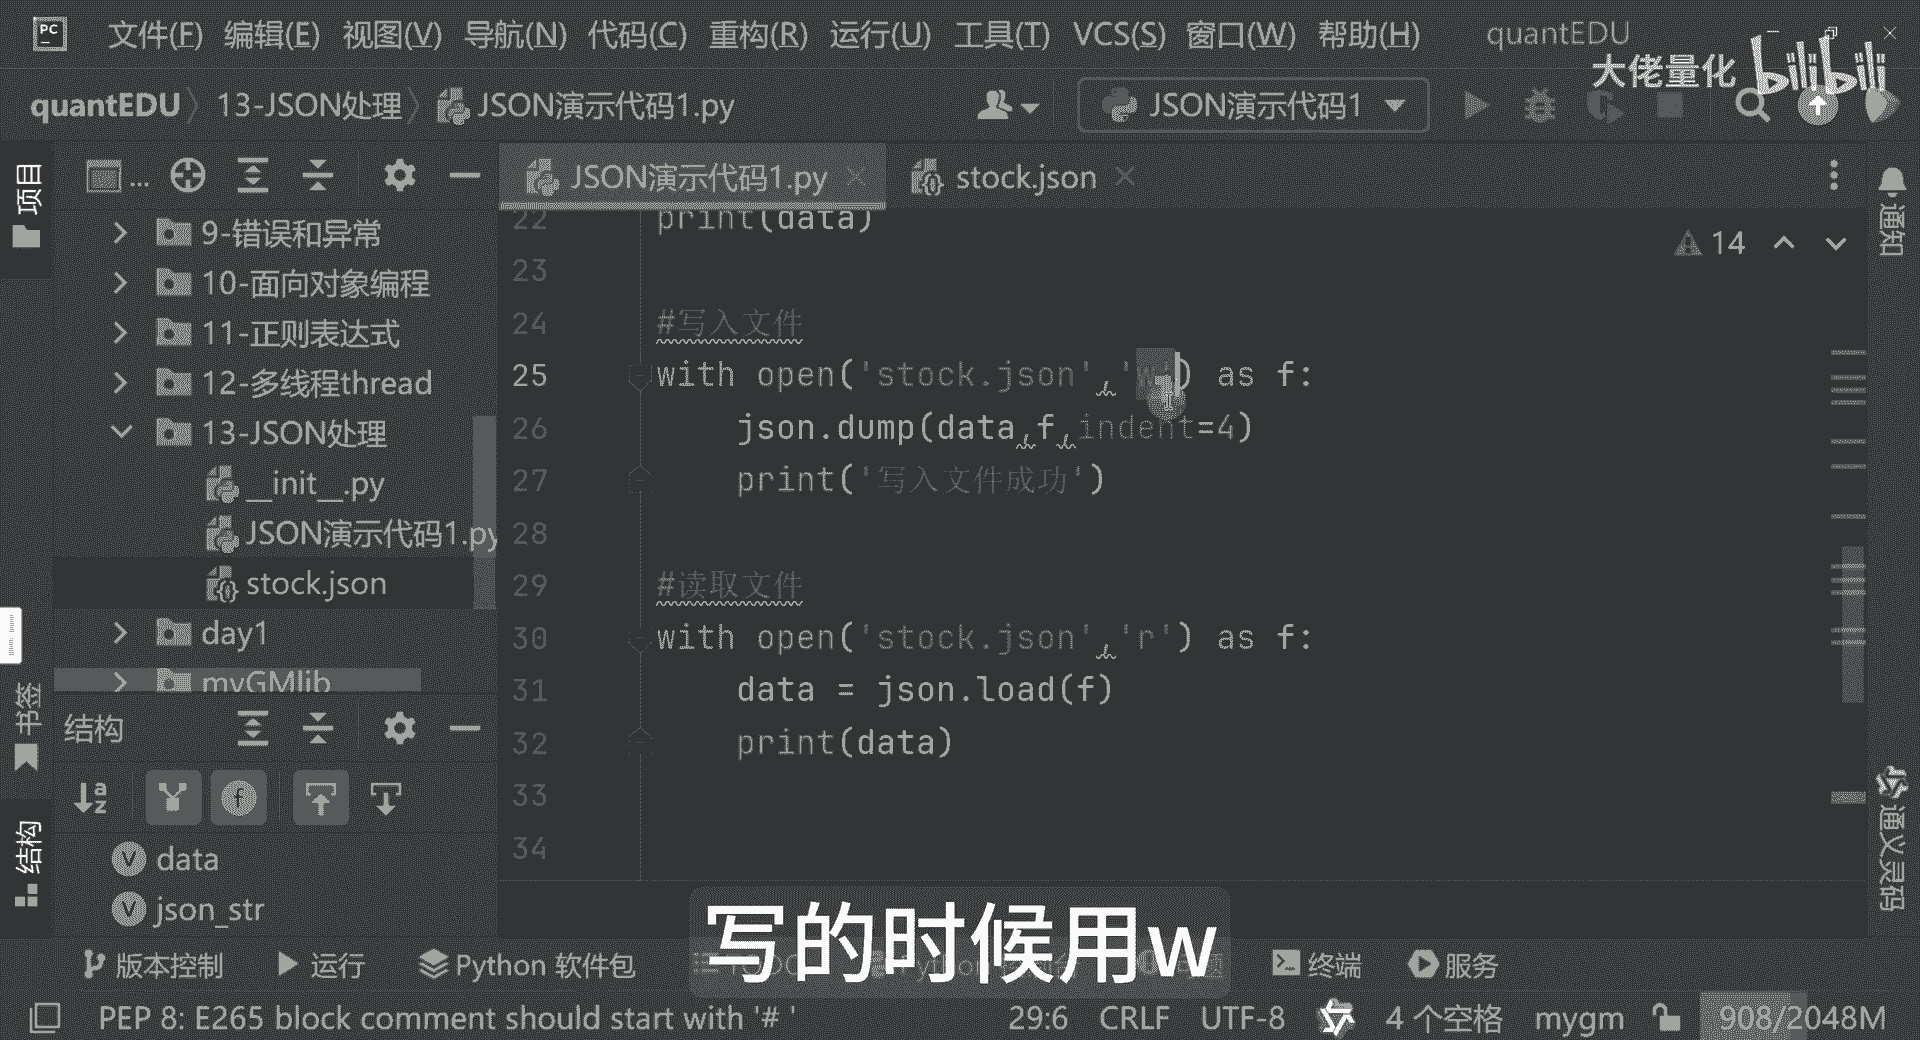 文件(F) 编辑(E) 视图(V) 导航(N) 代码(C) 重构(R) 运行(U) 工具(T) VCS(S) 窗口(W) 帮助(H) quantEDU
大佬量化 bilibili
quantEDU 13-JSON处理 JSON演示代码1.py JSON演示代码1
项目
...
JSON演示代码1.py
stock.json
通知
9-错误和异常
10-面向对象编程
11-正则表达式
12-多线程thread
13-JSON处理
__init__.py
JSON演示代码1.py
stock.json
day1
myGMlib
14
22 print(data)
23
24 #写入文件
25 with open('stock.json','w') as f:
26 json.dump(data,f,indent=4)
27 print('写入文件成功')
28
29 #读取文件
30 with open('stock.json','r') as f:
31 data = json.load(f)
32 print(data)
33
34
书签
结构
结构
data
json_str
通义灵码
写的时候用w
版本控制 运行 Python 软件包 终端 服务
PEP 8: E265 block comment should start with '# ' 29:6 CRLF UTF-8 4 个空格 mygm 908/2048M